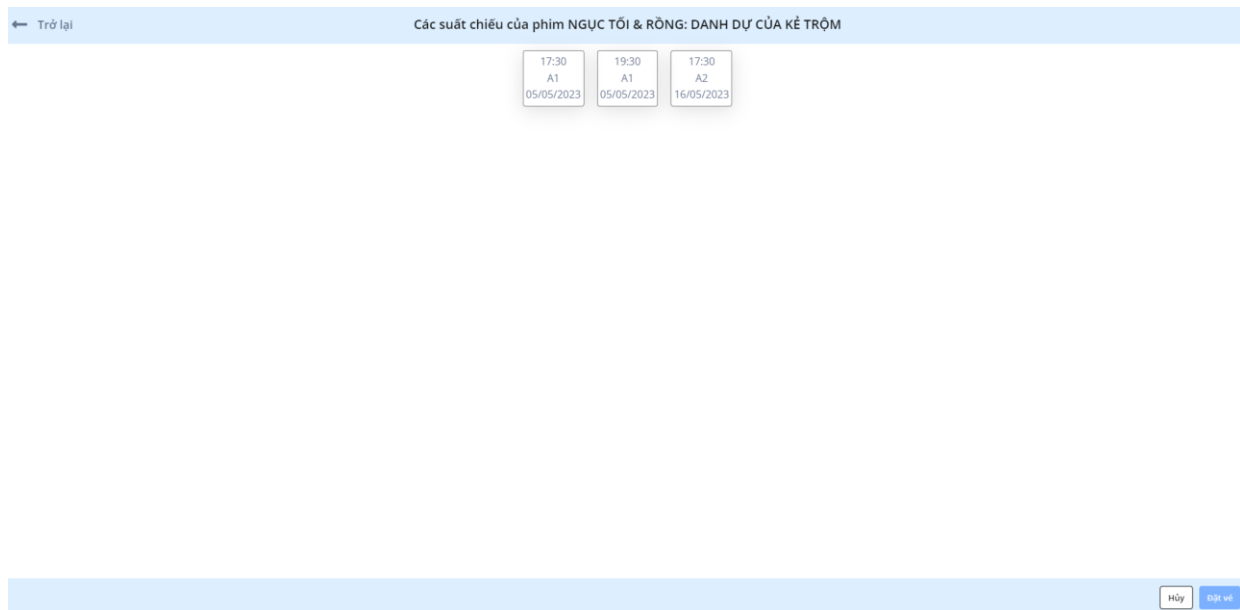 Trở lại
Các suất chiếu của phim NGỤC TỐI & RỒNG: DANH DỰ CỦA KẺ TRỘM
17:30
A1
05/05/2023
19:30
A1
05/05/2023
17:30
A2
16/05/2023
Hủy
Đặt vé